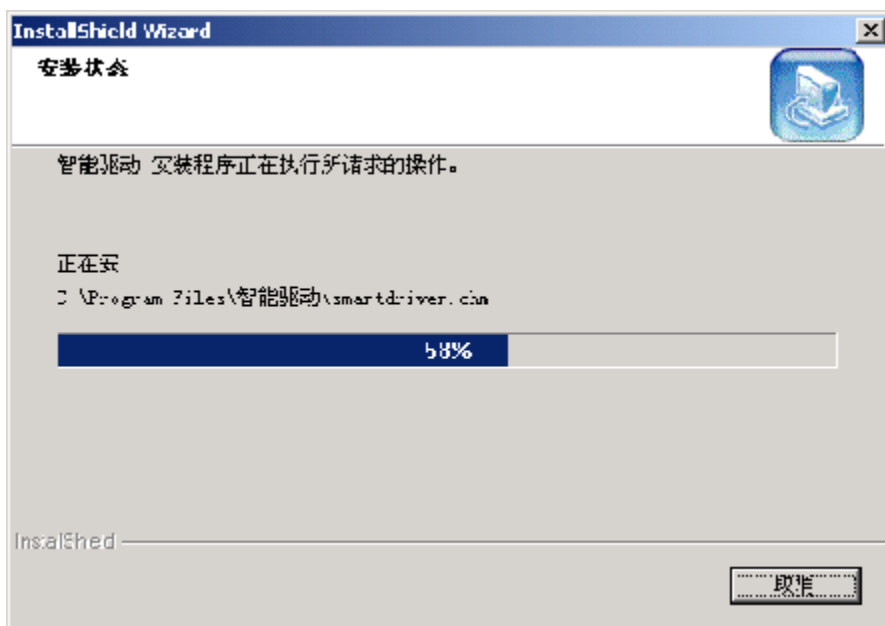 InstallShield Wizard
安装状态
智能驱动 安装程序正在执行所请求的操作。
正在安
C:\Program Files\智能驱动\smartdriver.chm
58%
InstallShield
取消